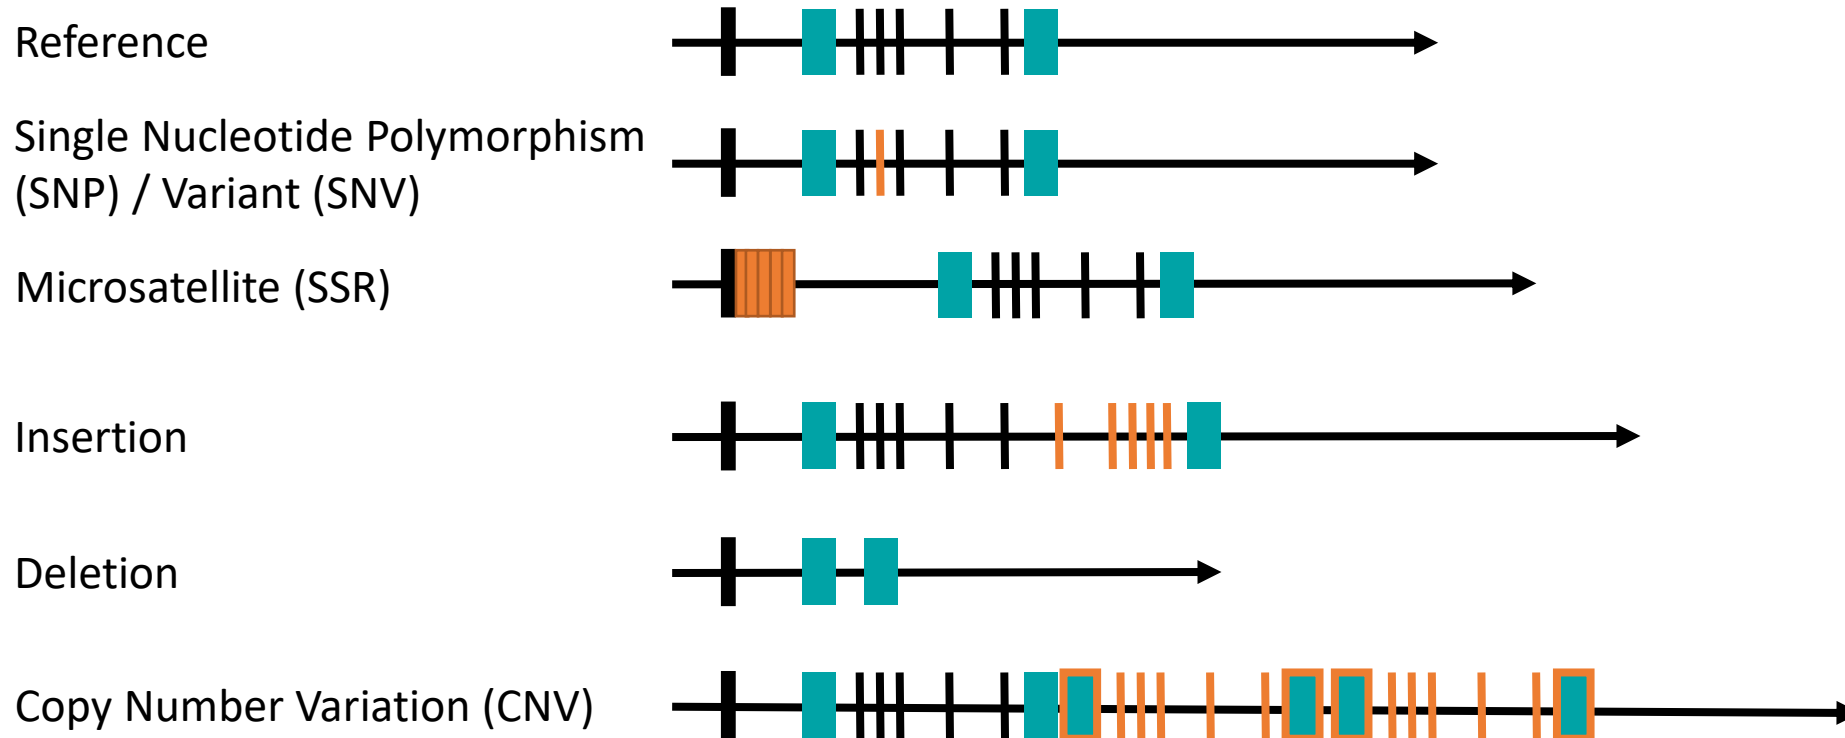 Reference
Single Nucleotide Polymorphism
(SNP) / Variant (SNV)
Microsatellite (SSR)
Insertion
Deletion
Copy Number Variation (CNV)